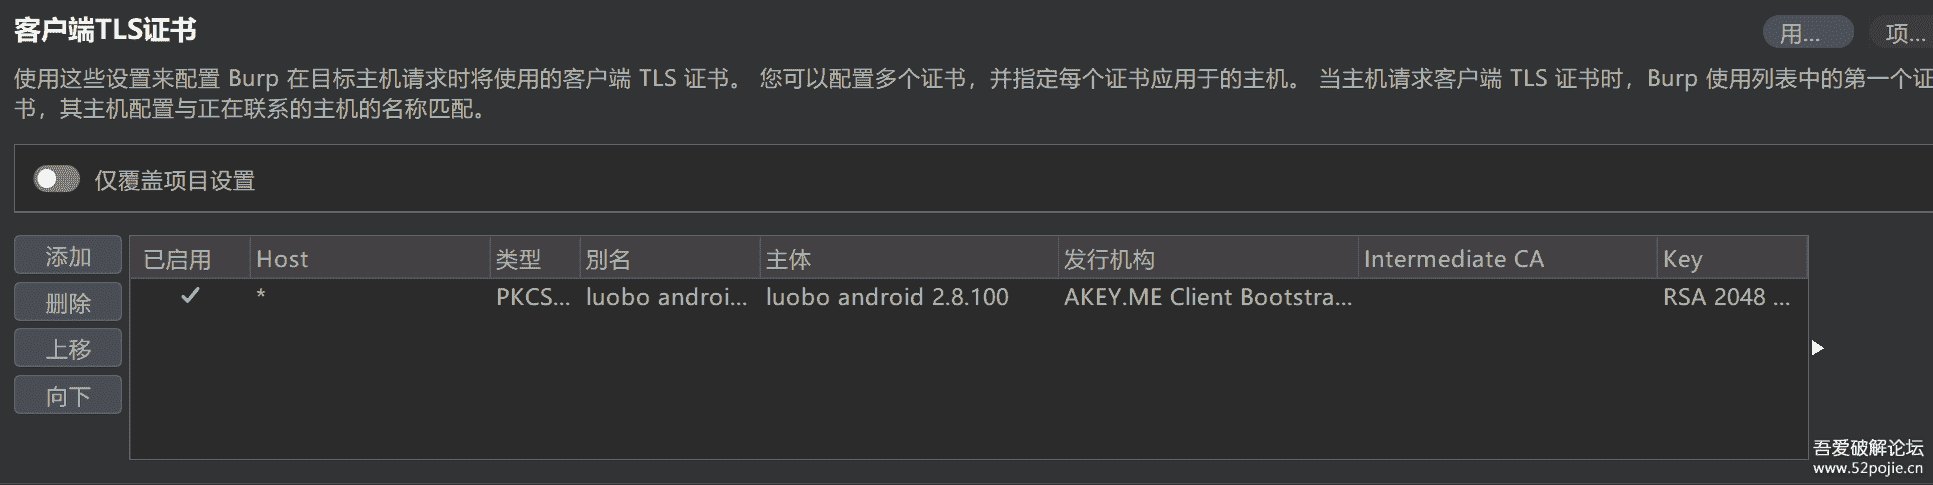 客户端TLS证书
用...
项...
使用这些设置来配置 Burp 在目标主机请求时将使用的客户端 TLS 证书。 您可以配置多个证书，并指定每个证书应用于的主机。 当主机请求客户端 TLS 证书时，Burp 使用列表中的第一个证
书，其主机配置与正在联系的主机的名称匹配。
仅覆盖项目设置
添加
删除
上移
向下
已启用 Host 类型 别名 主体 发行机构 Intermediate CA Key
* PKCS... luobo androi... luobo android 2.8.100 AKEY.ME Client Bootstra... RSA 2048 ...
吾爱破解论坛
www.52pojie.cn